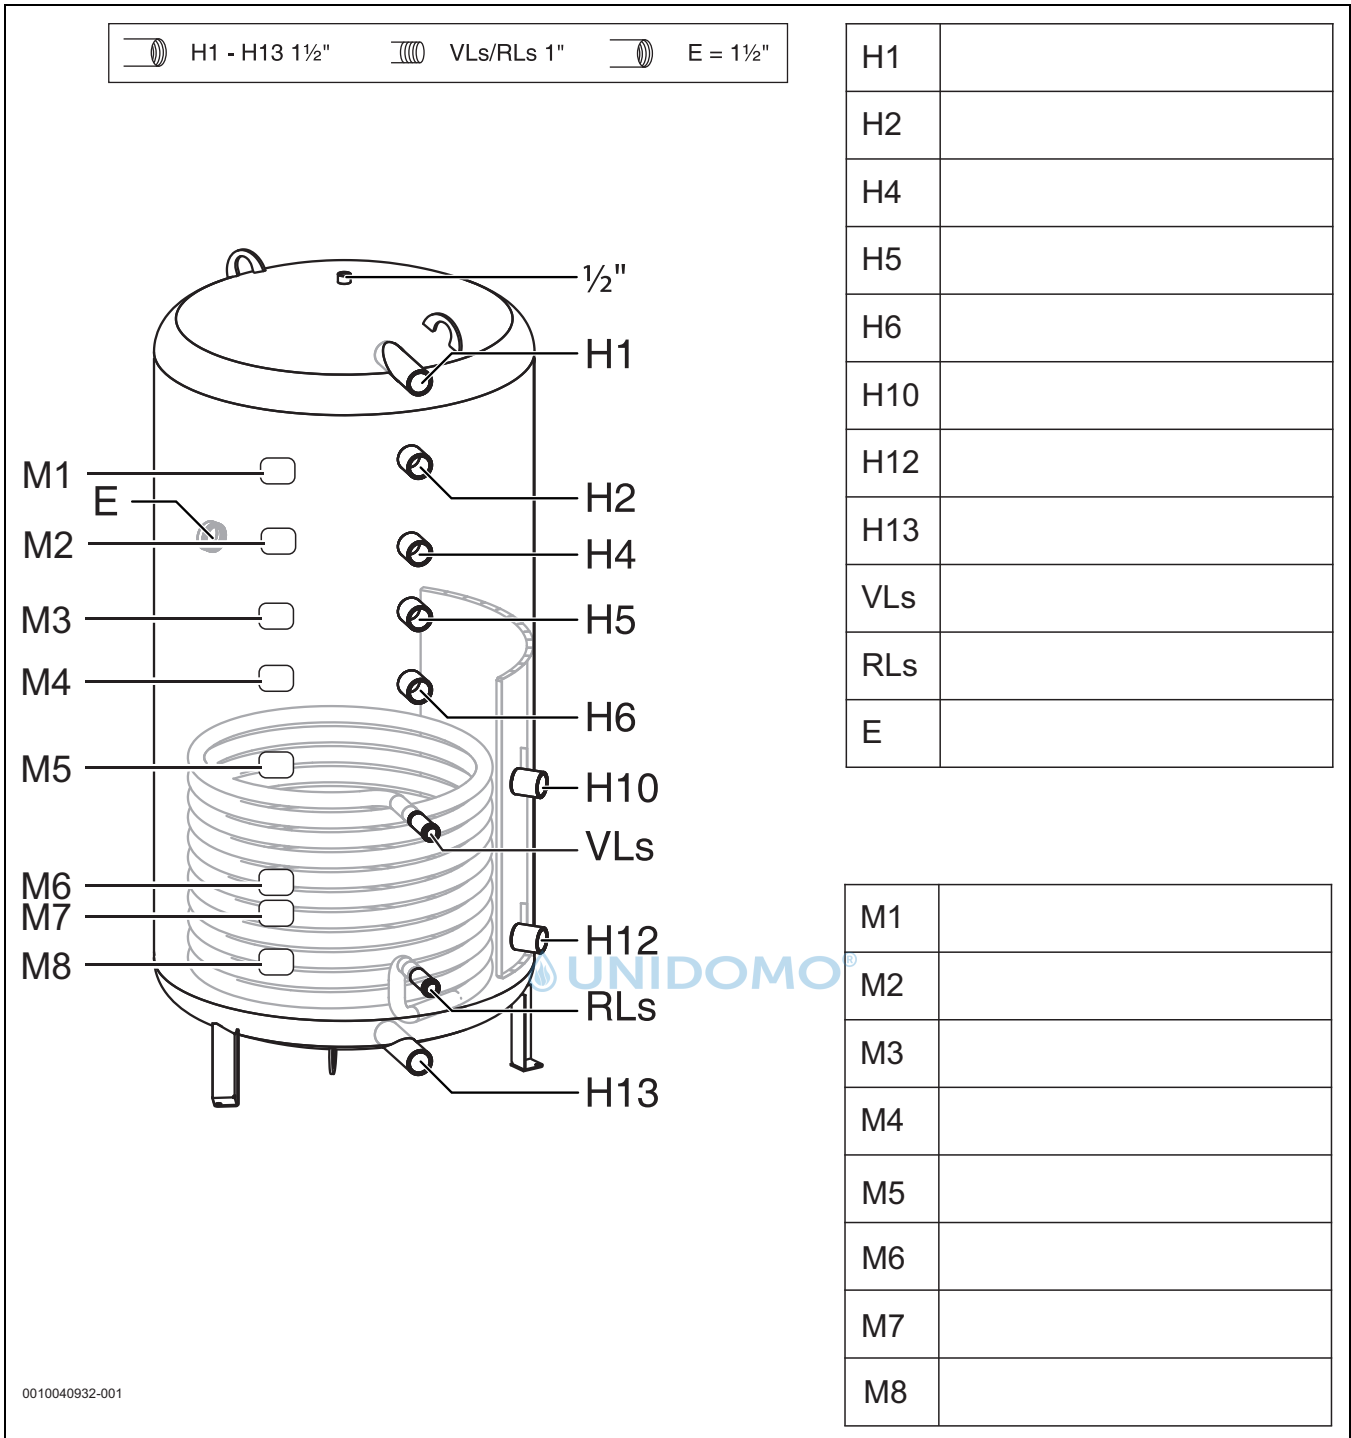 H1 - H13 1½" VLs/RLs 1" E = 1½"
½"
H1
H2
H4
H5
H6
H10
VLs
H12
RLs
H13
M1
E
M2
M3
M4
M5
M6
M7
M8
UNIDOMO®
H1
H2
H4
H5
H6
H10
H12
H13
VLs
RLs
E
M1
M2
M3
M4
M5
M6
M7
M8
0010040932-001